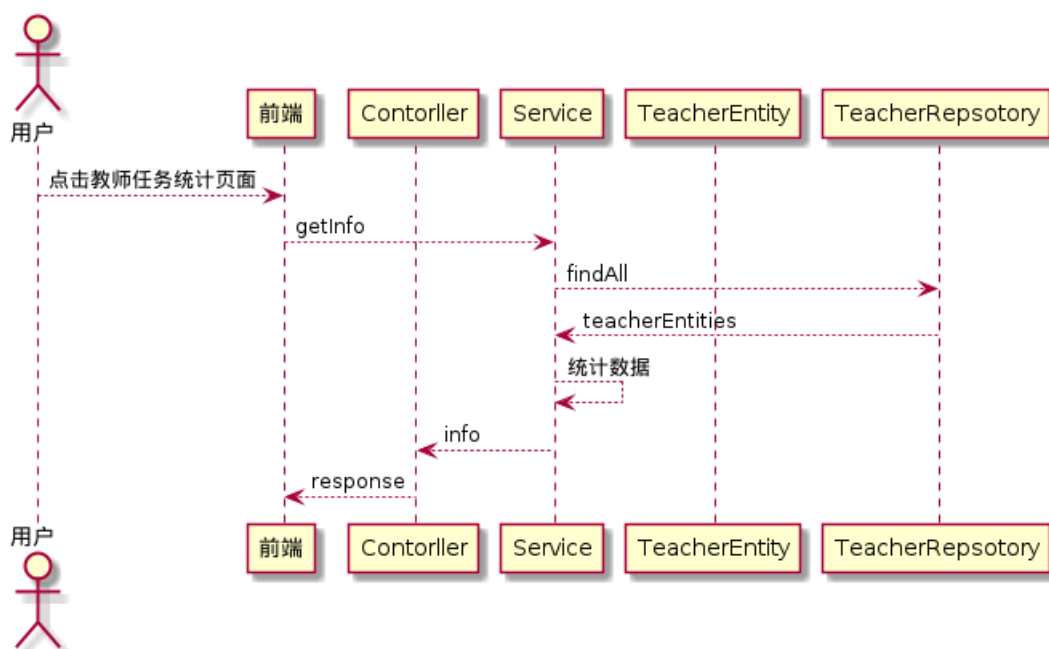 用户
前端
Contorller
Service
TeacherEntity
TeacherRepsotory
点击教师任务统计页面
getInfo
findAll
teacherEntities
统计数据
info
response
用户
前端
Contorller
Service
TeacherEntity
TeacherRepsotory